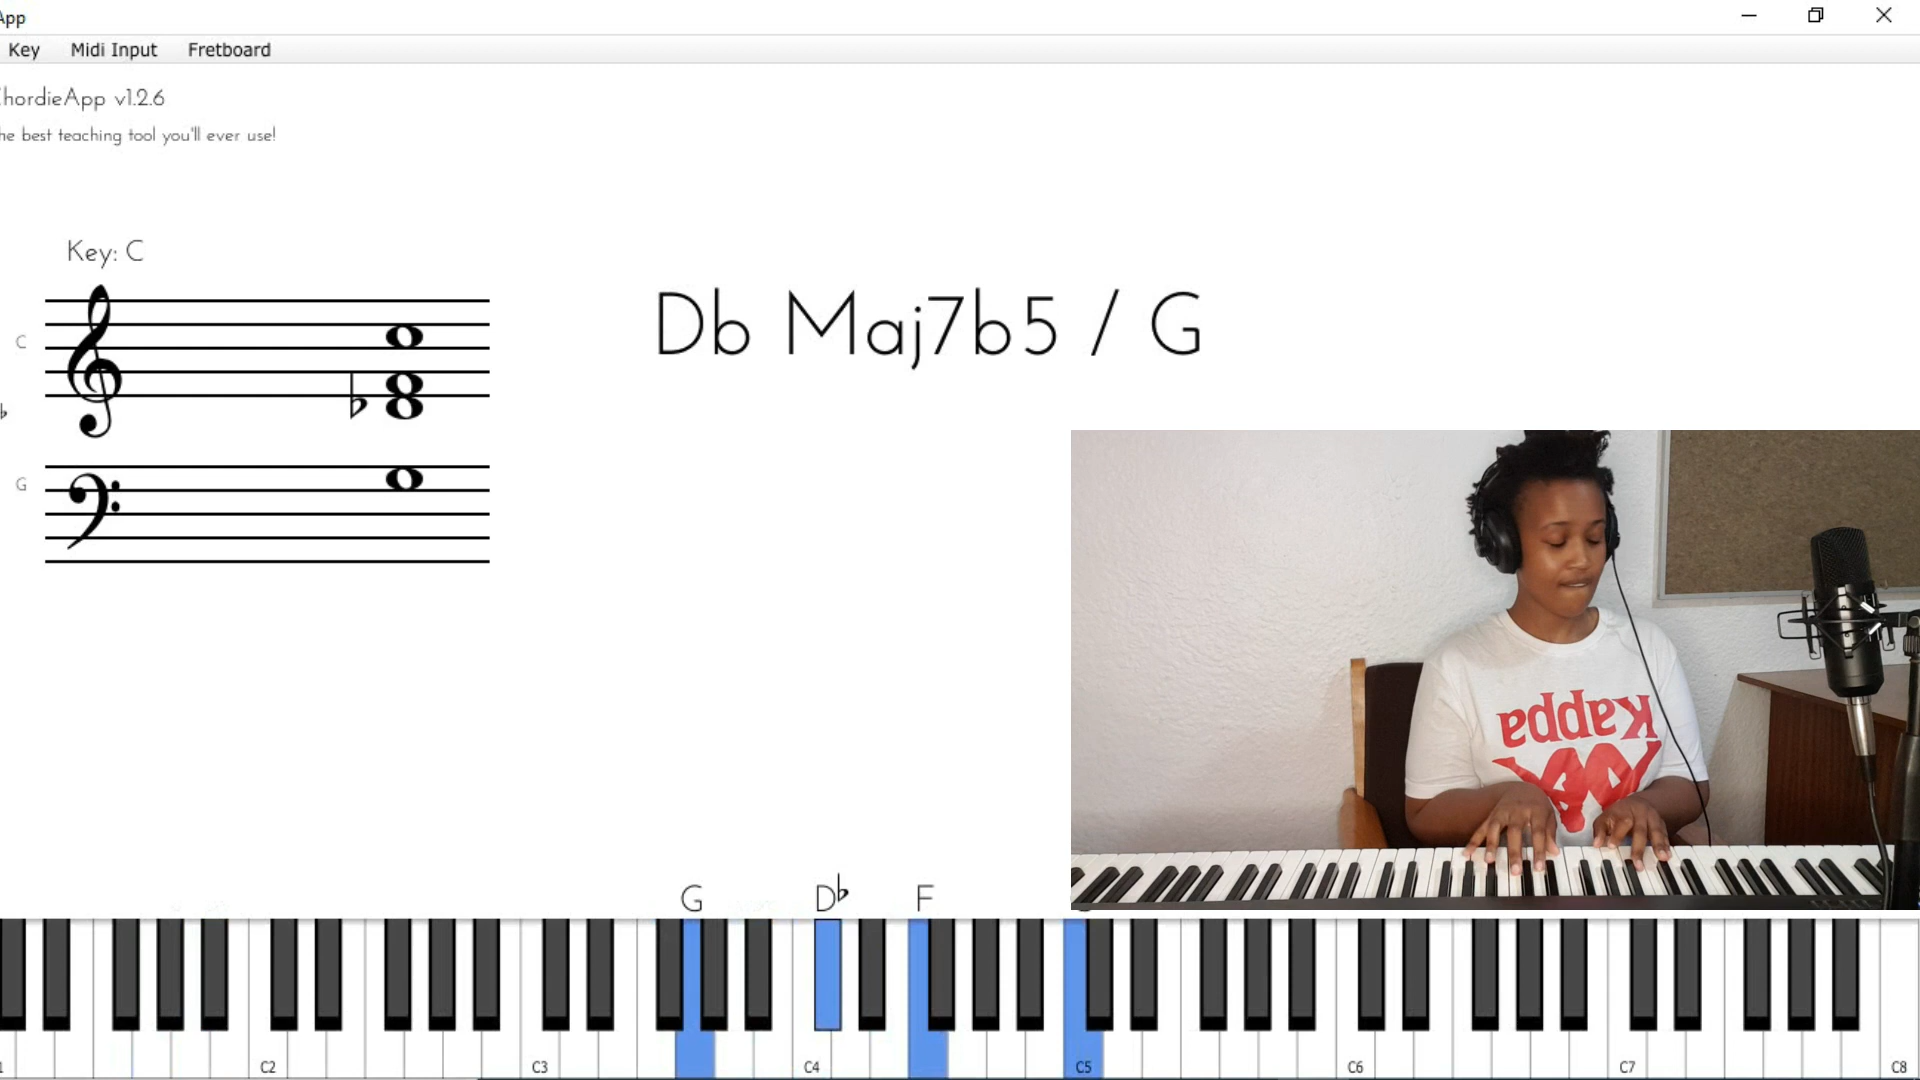 App
Key Midi Input Fretboard
hordieApp v1.2.6
he best teaching tool you'll ever use!
Key: C
Db Maj7b5 / G
C
♭
G
Kappa
G D♭ F
C2 C3 C4 C5 C6 C7 C8